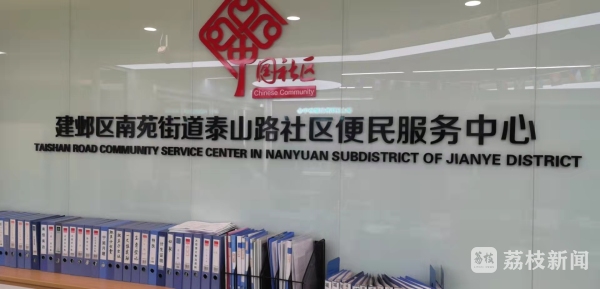 中国社区
Chinese Community
建邺区南苑街道泰山路社区便民服务中心
TAISHAN ROAD COMMUNITY SERVICE CENTER IN NANYUAN SUBDISTRICT OF JIANYE DISTRICT
荔枝 荔枝新闻